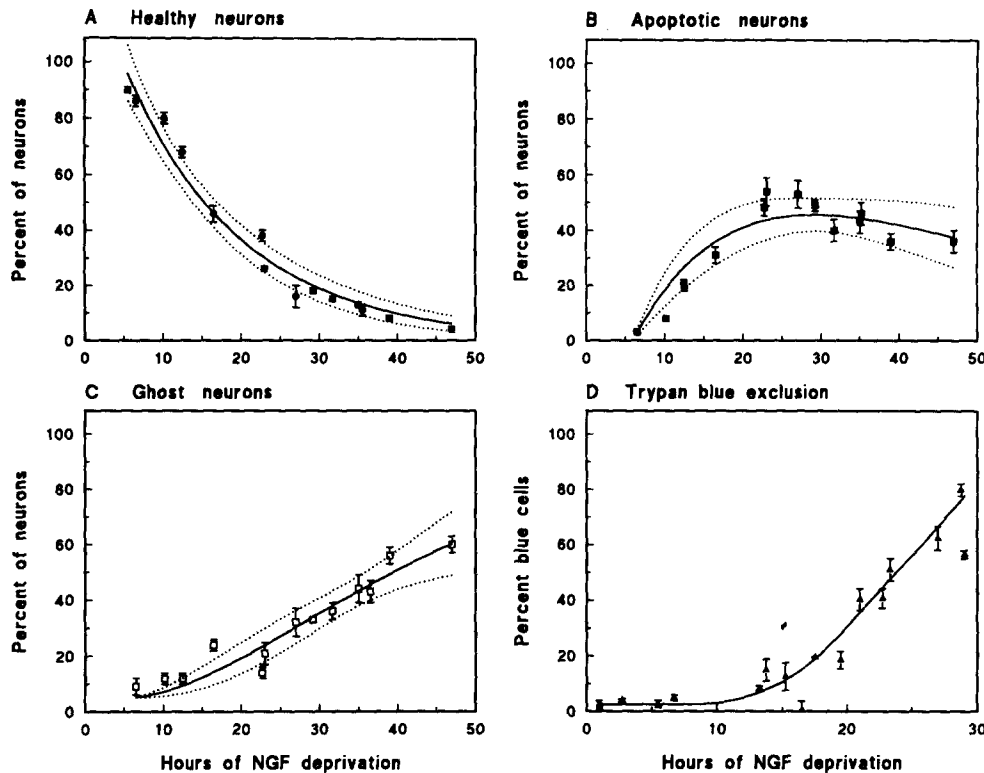 A Healthy neurons
Percent of neurons
100
80
60
40
20
0
0 10 20 30 40 50
B Apoptotic neurons
Percent of neurons
100
80
60
40
20
0
0 10 20 30 40 50
C Ghost neurons
Percent of neurons
100
80
60
40
20
0
0 10 20 30 40 50
Hours of NGF deprivation
D Trypan blue exclusion
Percent blue cells
100
80
60
40
20
0
0 10 20 30
Hours of NGF deprivation